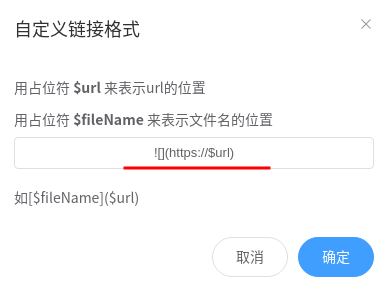 自定义链接格式
用占位符 $url 来表示url的位置
用占位符 $fileName 来表示文件名的位置
![](https://$url)
如[$fileName]($url)
取消
确定